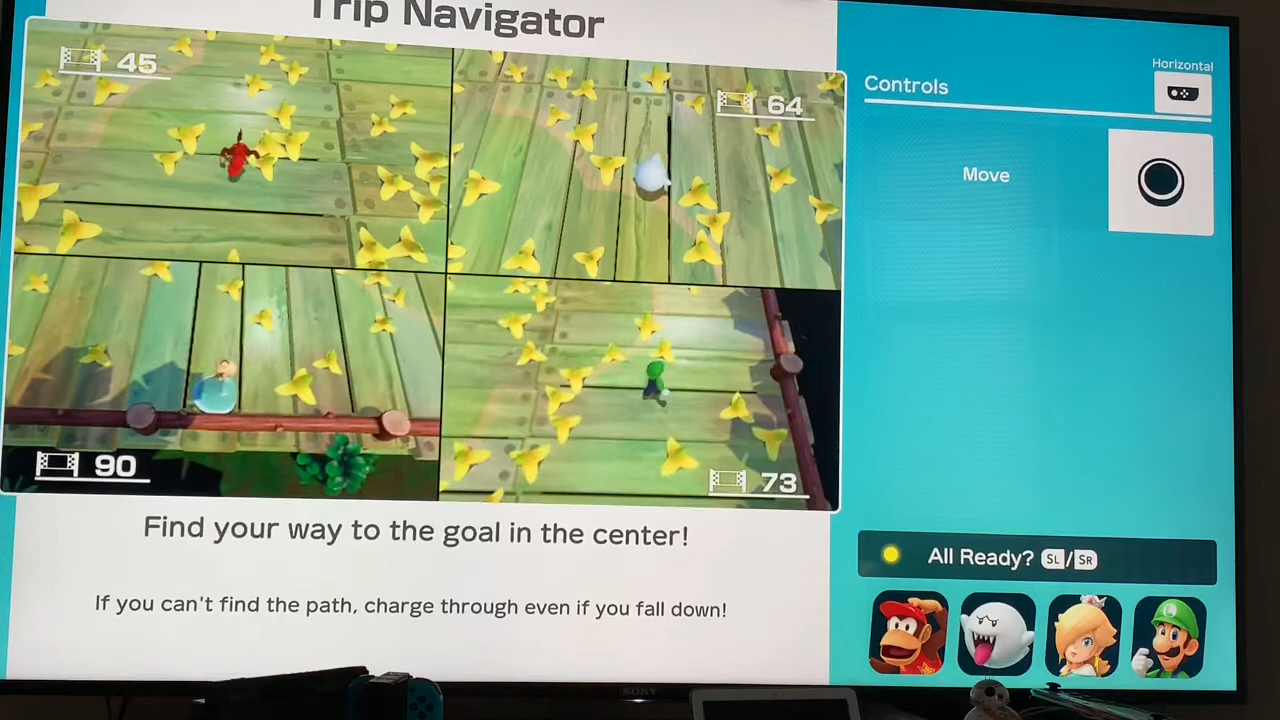 Trip Navigator
45
64
90
73
Find your way to the goal in the center!
If you can't find the path, charge through even if you fall down!
Horizontal
Controls
Move
All Ready? SL/SR
SONY